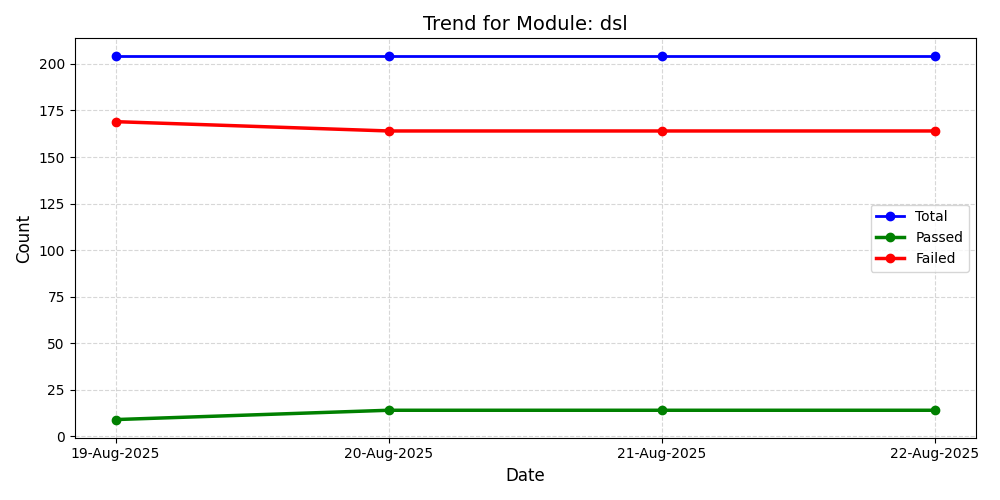 Trend for Module: dsl
Count
200
175
150
125
100
75
50
25
0
Total
Passed
Failed
19-Aug-2025 20-Aug-2025 21-Aug-2025 22-Aug-2025
Date